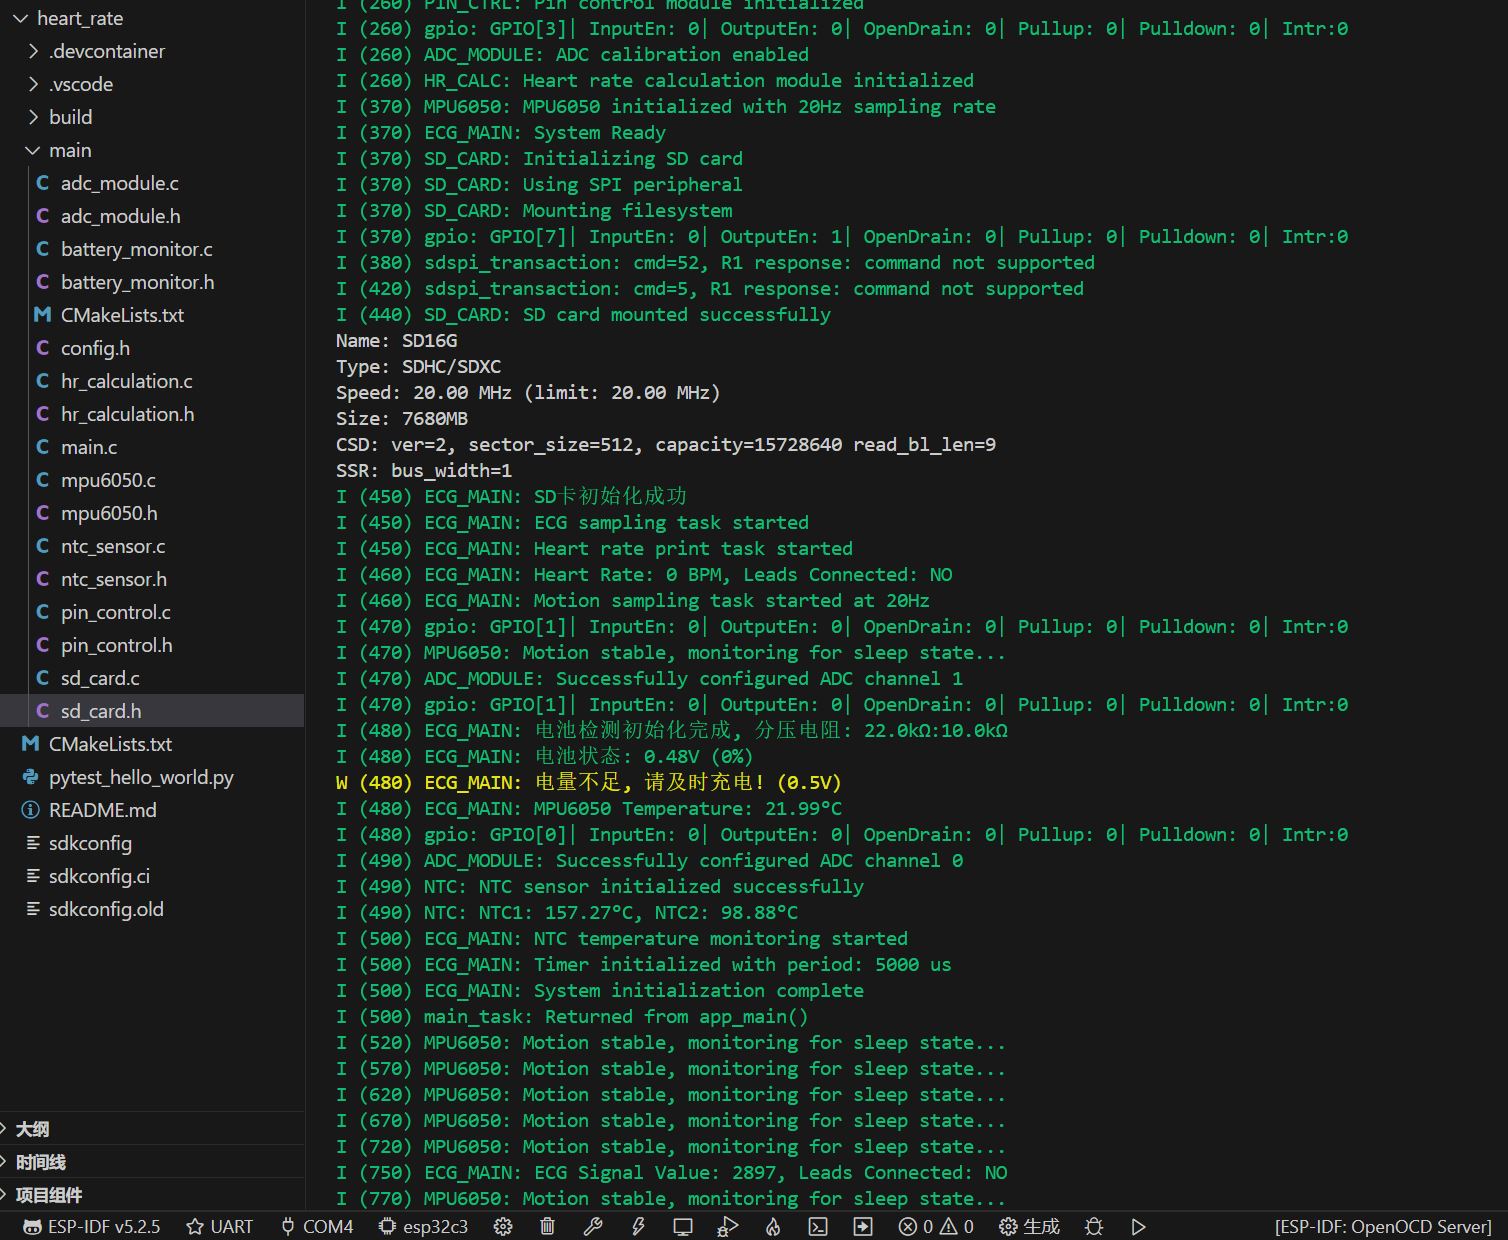 heart_rate
.devcontainer
.vscode
build
main
adc_module.c
adc_module.h
battery_monitor.c
battery_monitor.h
CMakeLists.txt
config.h
hr_calculation.c
hr_calculation.h
main.c
mpu6050.c
mpu6050.h
ntc_sensor.c
ntc_sensor.h
pin_control.c
pin_control.h
sd_card.c
sd_card.h
CMakeLists.txt
pytest_hello_world.py
README.md
sdkconfig
sdkconfig.ci
sdkconfig.old
大纲
时间线
项目组件
I (260) PIN_CTRL: Pin control module initialized
I (260) gpio: GPIO[3]| InputEn: 0| OutputEn: 0| OpenDrain: 0| Pullup: 0| Pulldown: 0| Intr:0
I (260) ADC_MODULE: ADC calibration enabled
I (260) HR_CALC: Heart rate calculation module initialized
I (370) MPU6050: MPU6050 initialized with 20Hz sampling rate
I (370) ECG_MAIN: System Ready
I (370) SD_CARD: Initializing SD card
I (370) SD_CARD: Using SPI peripheral
I (370) SD_CARD: Mounting filesystem
I (370) gpio: GPIO[7]| InputEn: 0| OutputEn: 1| OpenDrain: 0| Pullup: 0| Pulldown: 0| Intr:0
I (380) sdspi_transaction: cmd=52, R1 response: command not supported
I (420) sdspi_transaction: cmd=5, R1 response: command not supported
I (440) SD_CARD: SD card mounted successfully
Name: SD16G
Type: SDHC/SDXC
Speed: 20.00 MHz (limit: 20.00 MHz)
Size: 7680MB
CSD: ver=2, sector_size=512, capacity=15728640 read_bl_len=9
SSR: bus_width=1
I (450) ECG_MAIN: SD卡初始化成功
I (450) ECG_MAIN: ECG sampling task started
I (450) ECG_MAIN: Heart rate print task started
I (460) ECG_MAIN: Heart Rate: 0 BPM, Leads Connected: NO
I (460) ECG_MAIN: Motion sampling task started at 20Hz
I (470) gpio: GPIO[1]| InputEn: 0| OutputEn: 0| OpenDrain: 0| Pullup: 0| Pulldown: 0| Intr:0
I (470) MPU6050: Motion stable, monitoring for sleep state...
I (470) ADC_MODULE: Successfully configured ADC channel 1
I (470) gpio: GPIO[1]| InputEn: 0| OutputEn: 0| OpenDrain: 0| Pullup: 0| Pulldown: 0| Intr:0
I (480) ECG_MAIN: 电池检测初始化完成, 分压电阻: 22.0kΩ:10.0kΩ
I (480) ECG_MAIN: 电池状态: 0.48V (0%)
W (480) ECG_MAIN: 电量不足, 请及时充电! (0.5V)
I (480) ECG_MAIN: MPU6050 Temperature: 21.99°C
I (480) gpio: GPIO[0]| InputEn: 0| OutputEn: 0| OpenDrain: 0| Pullup: 0| Pulldown: 0| Intr:0
I (490) ADC_MODULE: Successfully configured ADC channel 0
I (490) NTC: NTC sensor initialized successfully
I (490) NTC: NTC1: 157.27°C, NTC2: 98.88°C
I (500) ECG_MAIN: NTC temperature monitoring started
I (500) ECG_MAIN: Timer initialized with period: 5000 us
I (500) ECG_MAIN: System initialization complete
I (500) main_task: Returned from app_main()
I (520) MPU6050: Motion stable, monitoring for sleep state...
I (570) MPU6050: Motion stable, monitoring for sleep state...
I (620) MPU6050: Motion stable, monitoring for sleep state...
I (670) MPU6050: Motion stable, monitoring for sleep state...
I (720) MPU6050: Motion stable, monitoring for sleep state...
I (750) ECG_MAIN: ECG Signal Value: 2897, Leads Connected: NO
I (770) MPU6050: Motion stable, monitoring for sleep state...
ESP-IDF v5.2.5 UART COM4 esp32c3 0 0 生成 [ESP-IDF: OpenOCD Server]